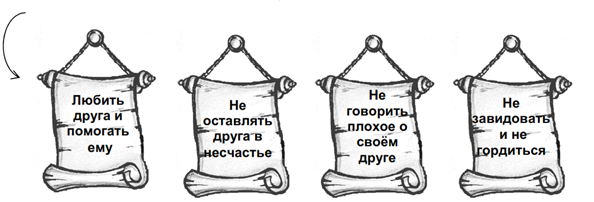 Любить
друга и
помогать
ему
Не
оставлять
друга в
несчастье
Не
говорить
плохое о
своём
друге
Не
завидовать
и не
гордиться